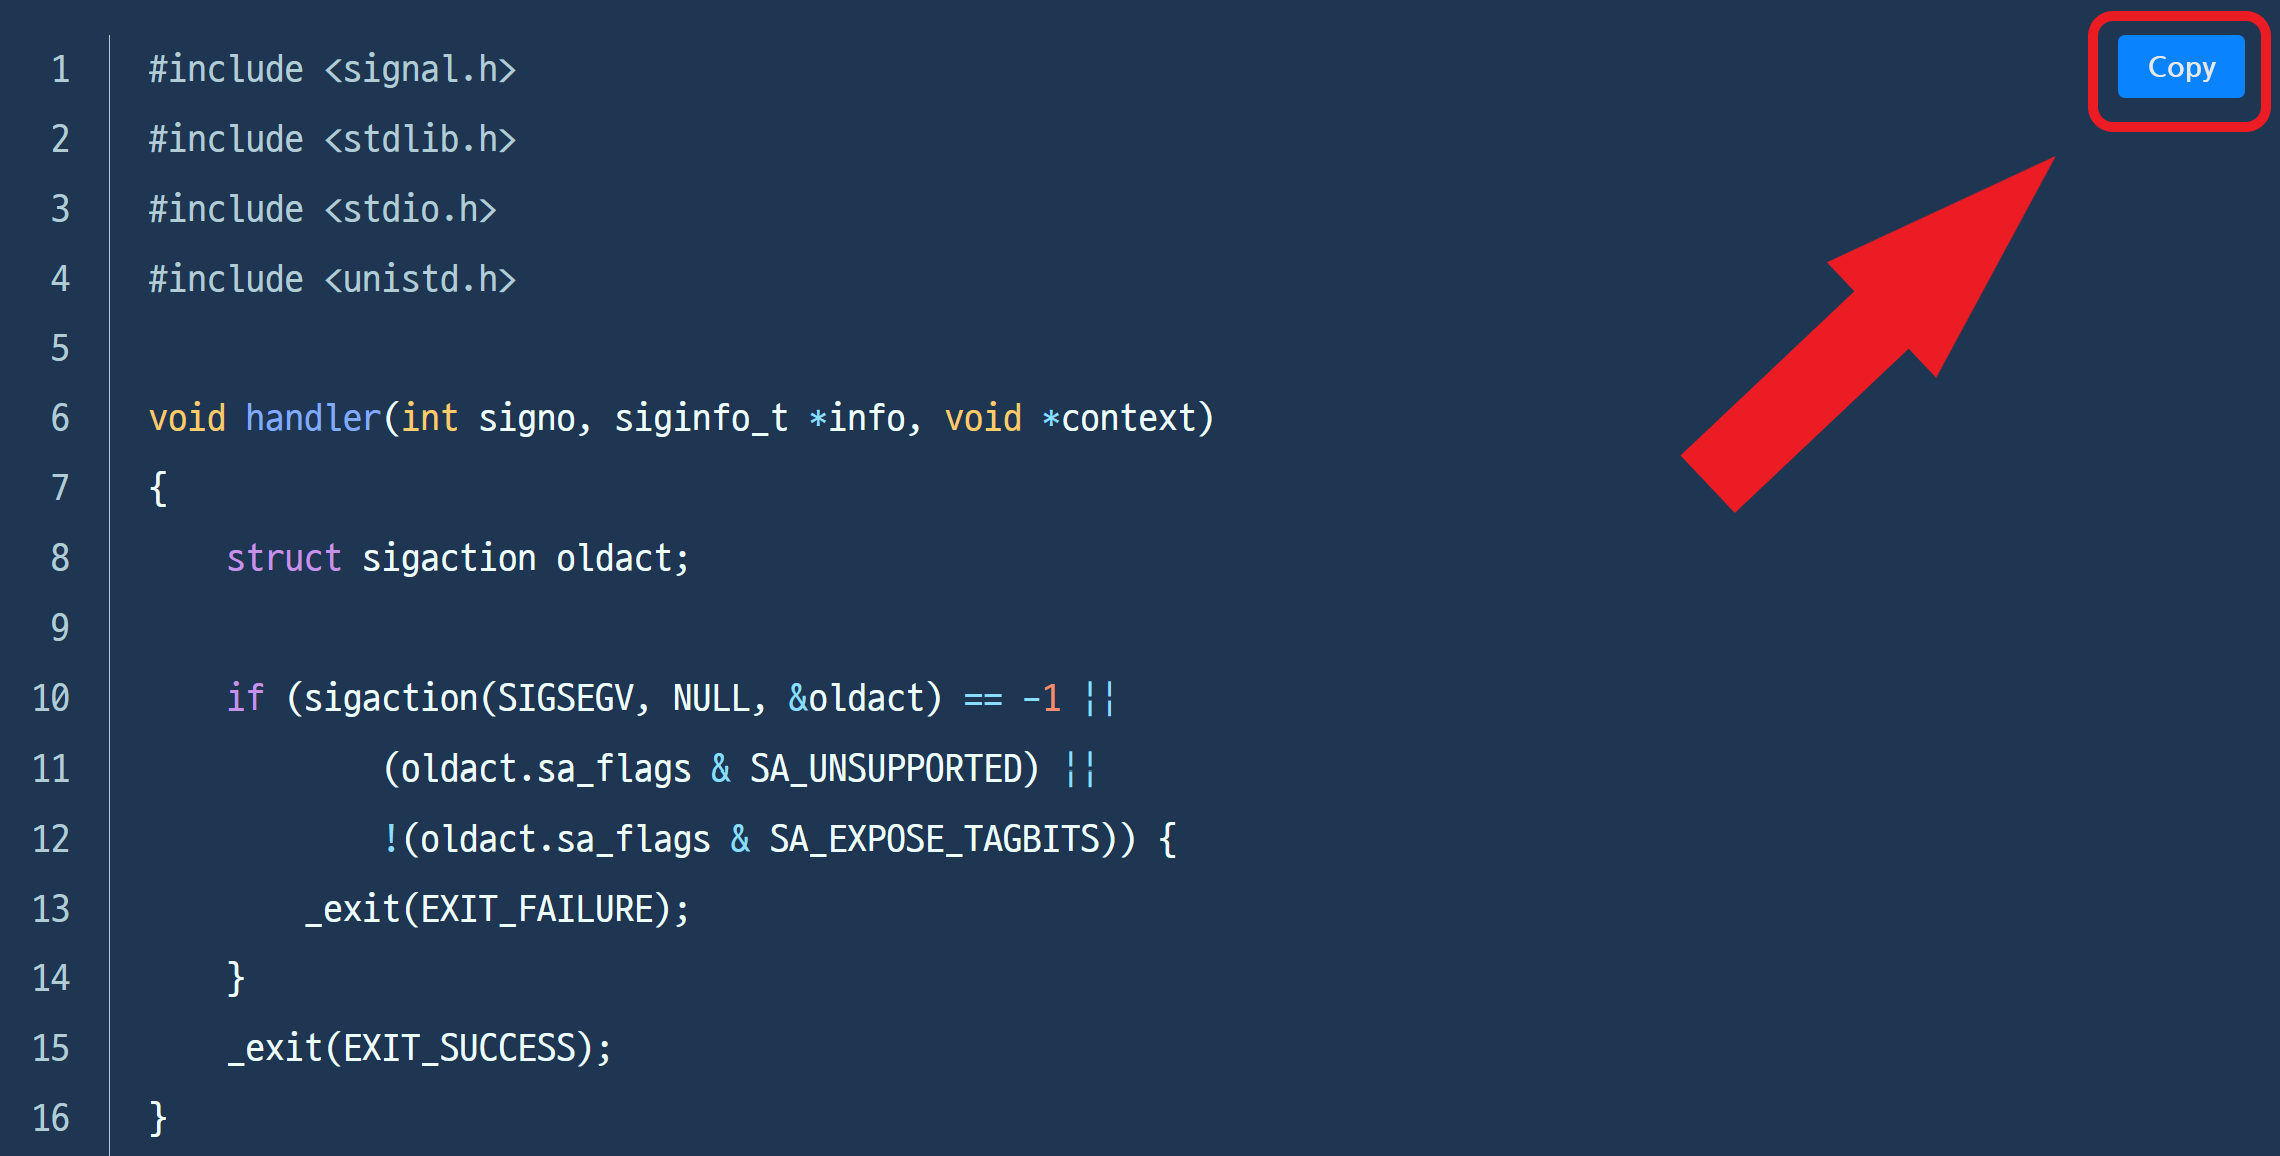 Copy
1 #include <signal.h>
2 #include <stdlib.h>
3 #include <stdio.h>
4 #include <unistd.h>
5
6 void handler(int signo, siginfo_t *info, void *context)
7 {
8     struct sigaction oldact;
9
10     if (sigaction(SIGSEGV, NULL, &oldact) == -1 ||
11             (oldact.sa_flags & SA_UNSUPPORTED) ||
12             !(oldact.sa_flags & SA_EXPOSE_TAGBITS)) {
13         _exit(EXIT_FAILURE);
14     }
15     _exit(EXIT_SUCCESS);
16 }